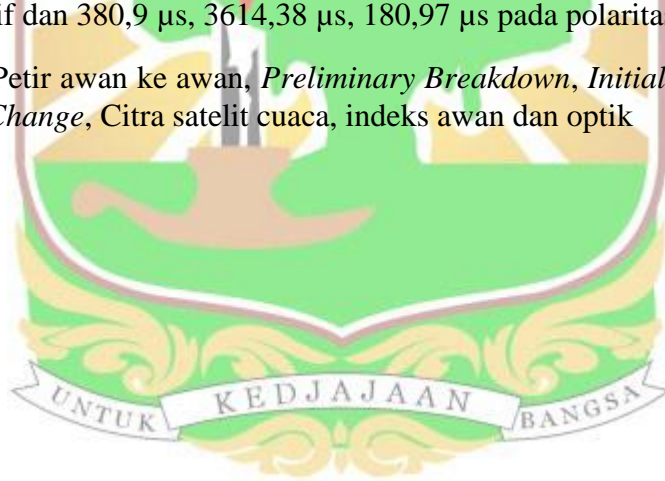 if dan 380,9 µs, 3614,38 µs, 180,97 µs pada polarita
Petir awan ke awan, Preliminary Breakdown, Initial
Change, Citra satelit cuaca, indeks awan dan optik
UNTUK KEDJAJAAN BANGSA